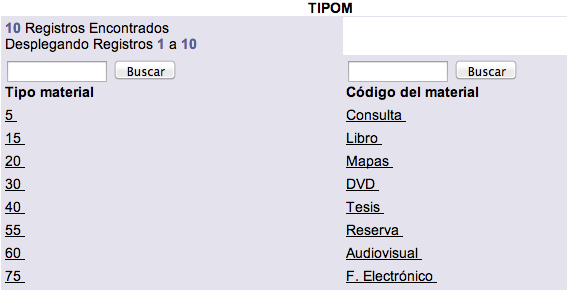 TIPOM
10 Registros Encontrados
Desplegando Registros 1 a 10
Buscar Buscar
Tipo material Código del material
5 Consulta
15 Libro
20 Mapas
30 DVD
40 Tesis
55 Reserva
60 Audiovisual
75 F. Electrónico